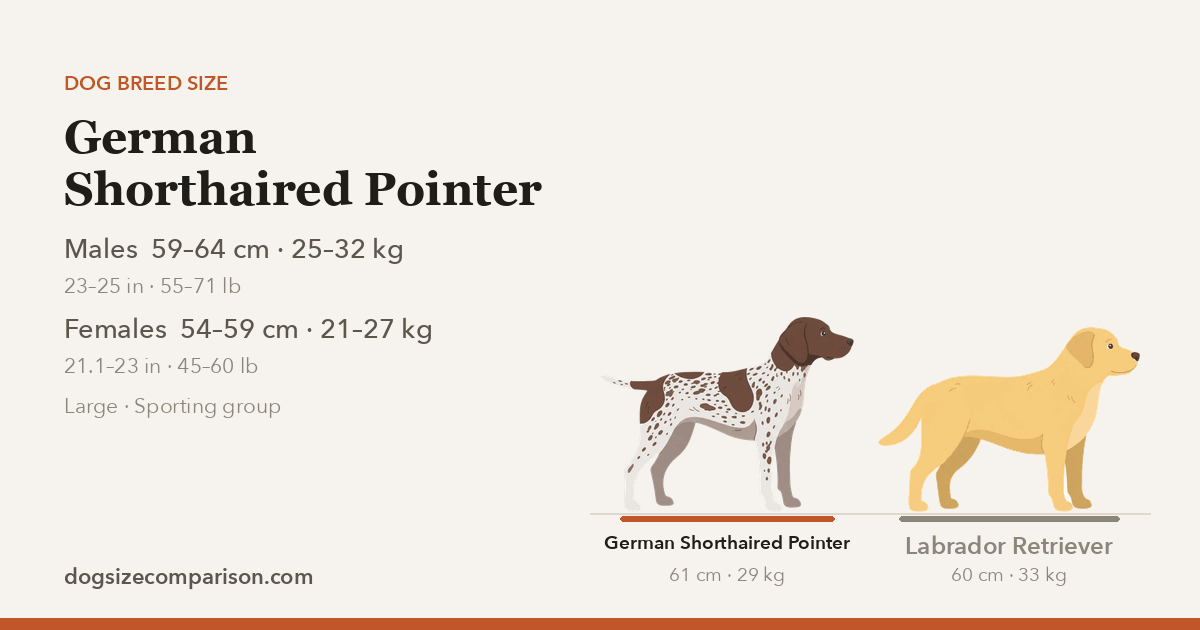 DOG BREED SIZE
German
Shorthaired Pointer
Males 59–64 cm · 25–32 kg
23–25 in · 55–71 lb
Females 54–59 cm · 21–27 kg
21.1–23 in · 45–60 lb
Large · Sporting group
German Shorthaired Pointer
61 cm · 29 kg
Labrador Retriever
60 cm · 33 kg
dogsizecomparison.com